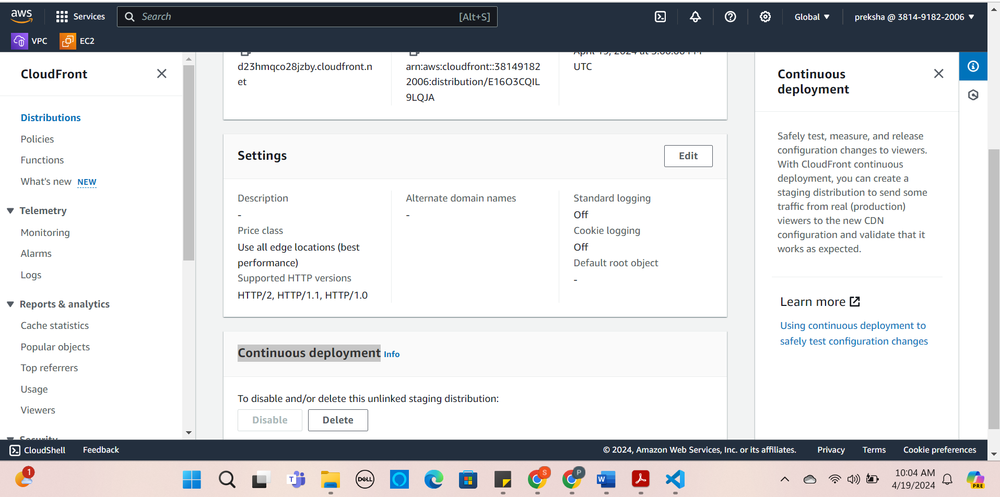 aws
Services
Search
[Alt+S]
Global
preksha @ 3814-9182-2006
VPC
EC2
CloudFront
Distributions
Policies
Functions
What's new NEW
Telemetry
Monitoring
Alarms
Logs
Reports & analytics
Cache statistics
Popular objects
Top referrers
Usage
Viewers
Security
d23hmqco28jzby.cloudfront.n
et
arn:aws:cloudfront::38149182
2006:distribution/E16O3CQIL
9LQJA
UTC
Settings
Edit
Description
-
Price class
Use all edge locations (best
performance)
Supported HTTP versions
HTTP/2, HTTP/1.1, HTTP/1.0
Alternate domain names
-
Standard logging
Off
Cookie logging
Off
Default root object
-
Continuous deployment Info
To disable and/or delete this unlinked staging distribution:
Disable
Delete
Continuous
deployment
Safely test, measure, and release
configuration changes to viewers.
With CloudFront continuous
deployment, you can create a
staging distribution to send some
traffic from real (production)
viewers to the new CDN
configuration and validate that it
works as expected.
Learn more
Using continuous deployment to
safely test configuration changes
CloudShell
Feedback
© 2024, Amazon Web Services, Inc. or its affiliates.
Privacy
Terms
Cookie preferences
1
T
DELL
S
P
W
10:04 AM
4/19/2024
PRE